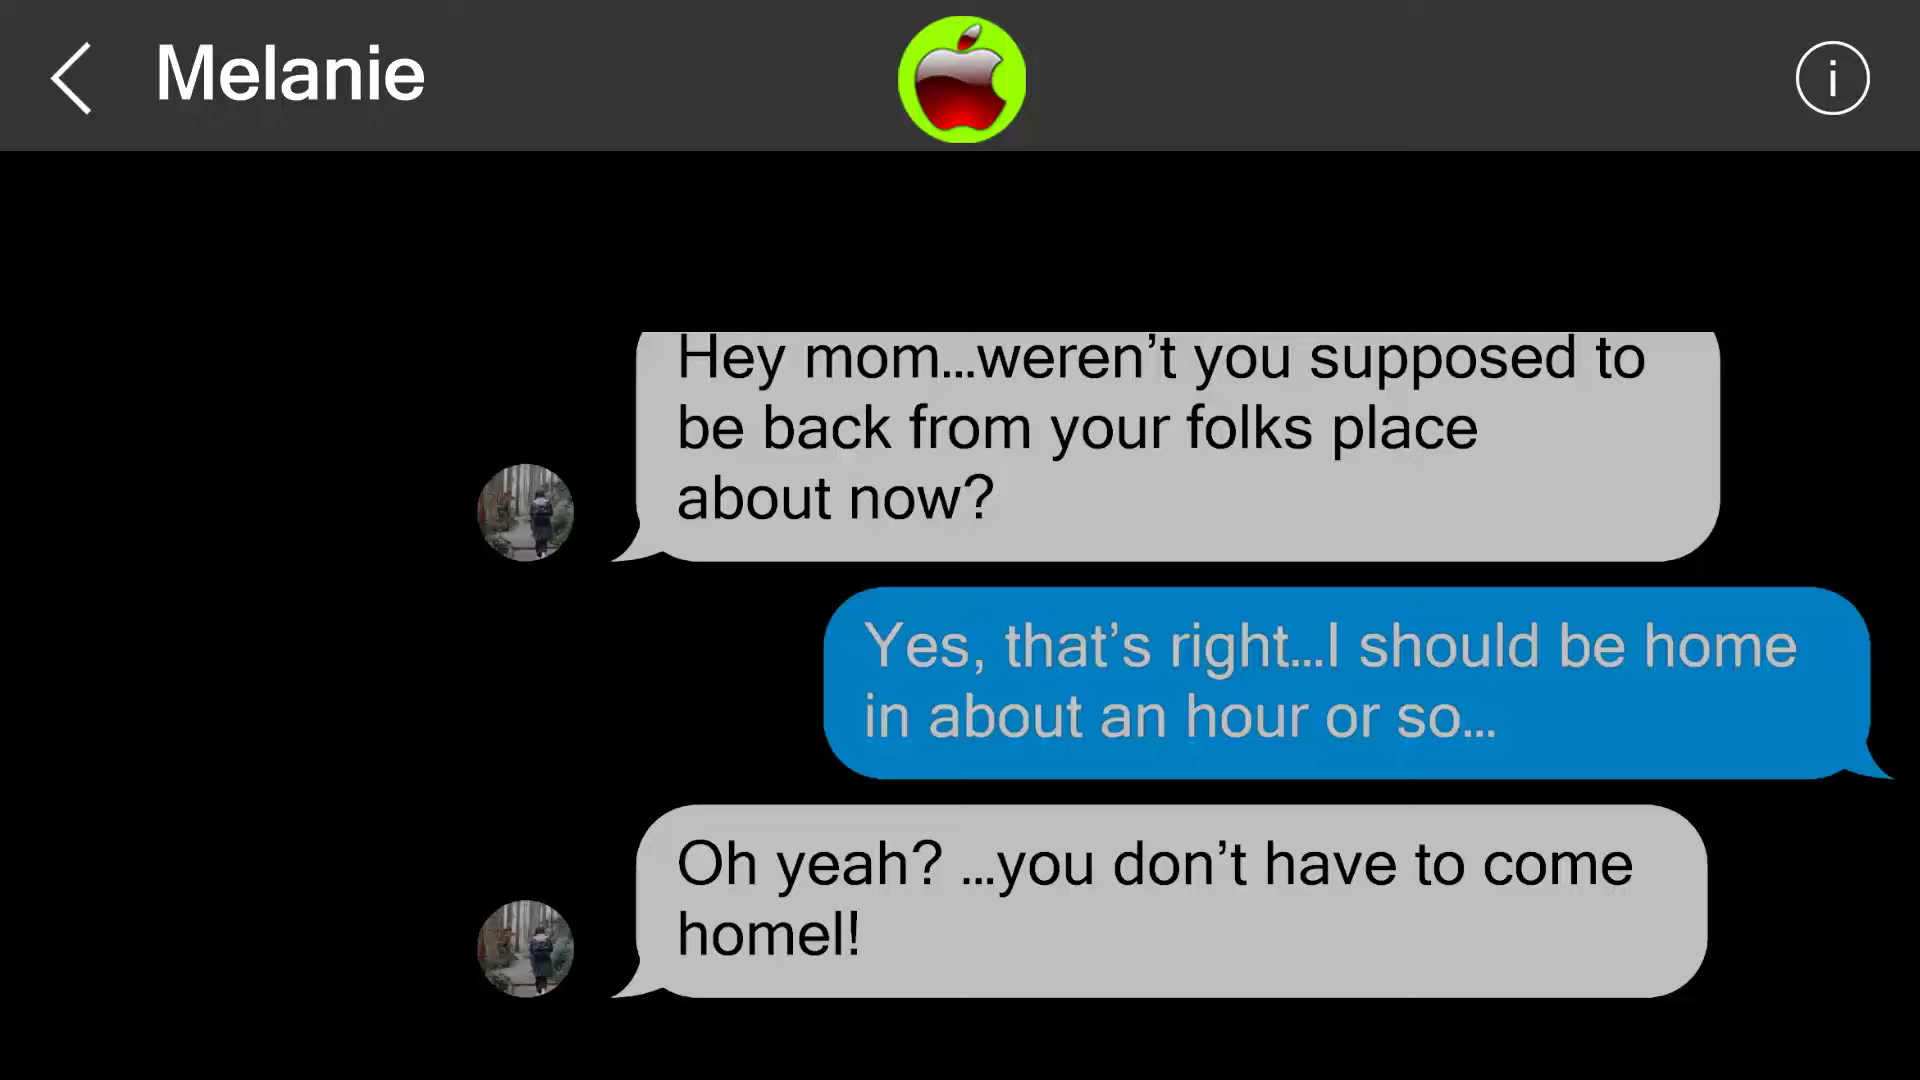 Melanie
i
Hey mom…weren’t you supposed to
be back from your folks place
about now?
Yes, that’s right…I should be home
in about an hour or so…
Oh yeah? …you don’t have to come
homel!